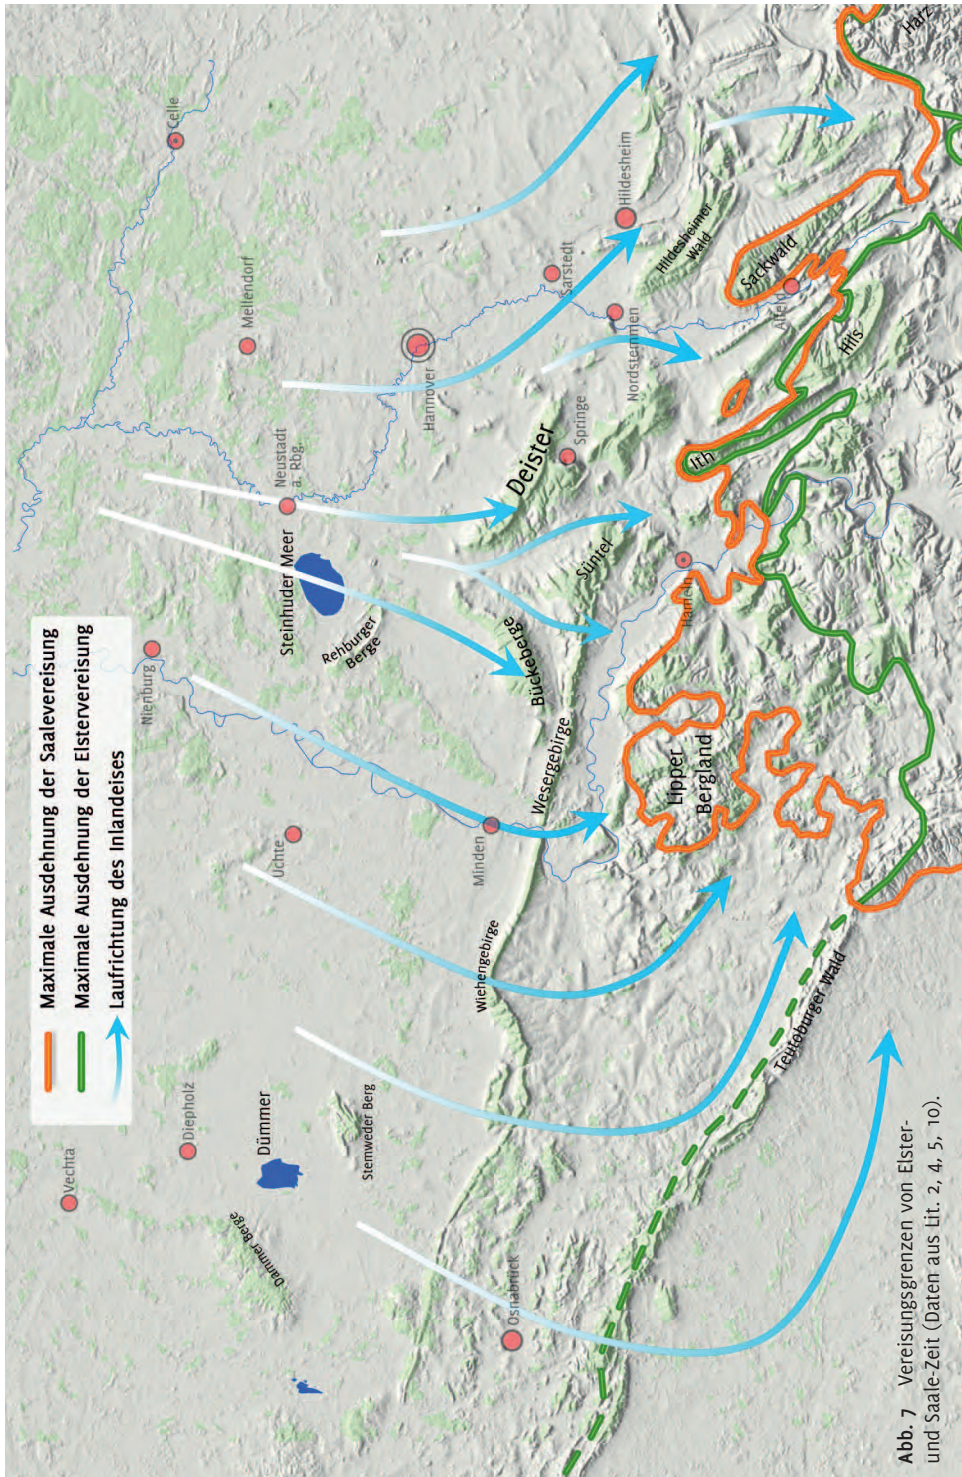 Maximale Ausdehnung der Saalevereisung
Maximale Ausdehnung der Elstervereisung
Laufrichtung des Inlandeises
Vechta
Diepholz
Dümmer
Dammer Berge
Stemweder Berg
Osnabrück
Nienburg
Uchte
Minden
Wiehengebirge
Wesergebirge
Steinhuder Meer
Rehburger
Berge
Bückeberge
Neustadt
a. Rbg.
Mellendorf
Celle
Hannover
Deister
Springe
Süntel
Sarstedt
Nordstemmen
Hildesheim
Hildesheimer
Wald
Sackwald
Alfeld
Hils
Ith
Hameln
Lipper
Bergland
Teutoburger Wald
Harz
Abb. 7 Vereisungsgrenzen von Elster-
und Saale-Zeit (Daten aus Lit. 2, 4, 5, 10).